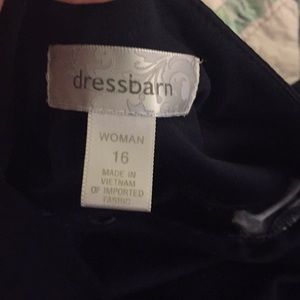 dressbarn
WOMAN
16
MADE IN
VIETNAM
OF IMPORTED
FABRIC